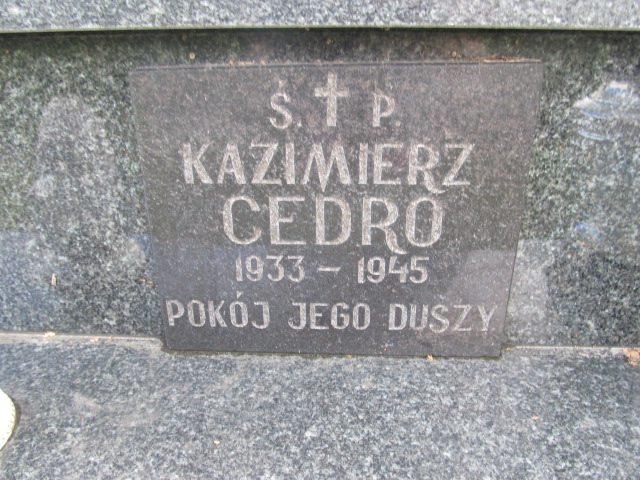 Ś. P.
KAZIMIERZ
CEDRO
1933 - 1945
POKÓJ JEGO DUSZY